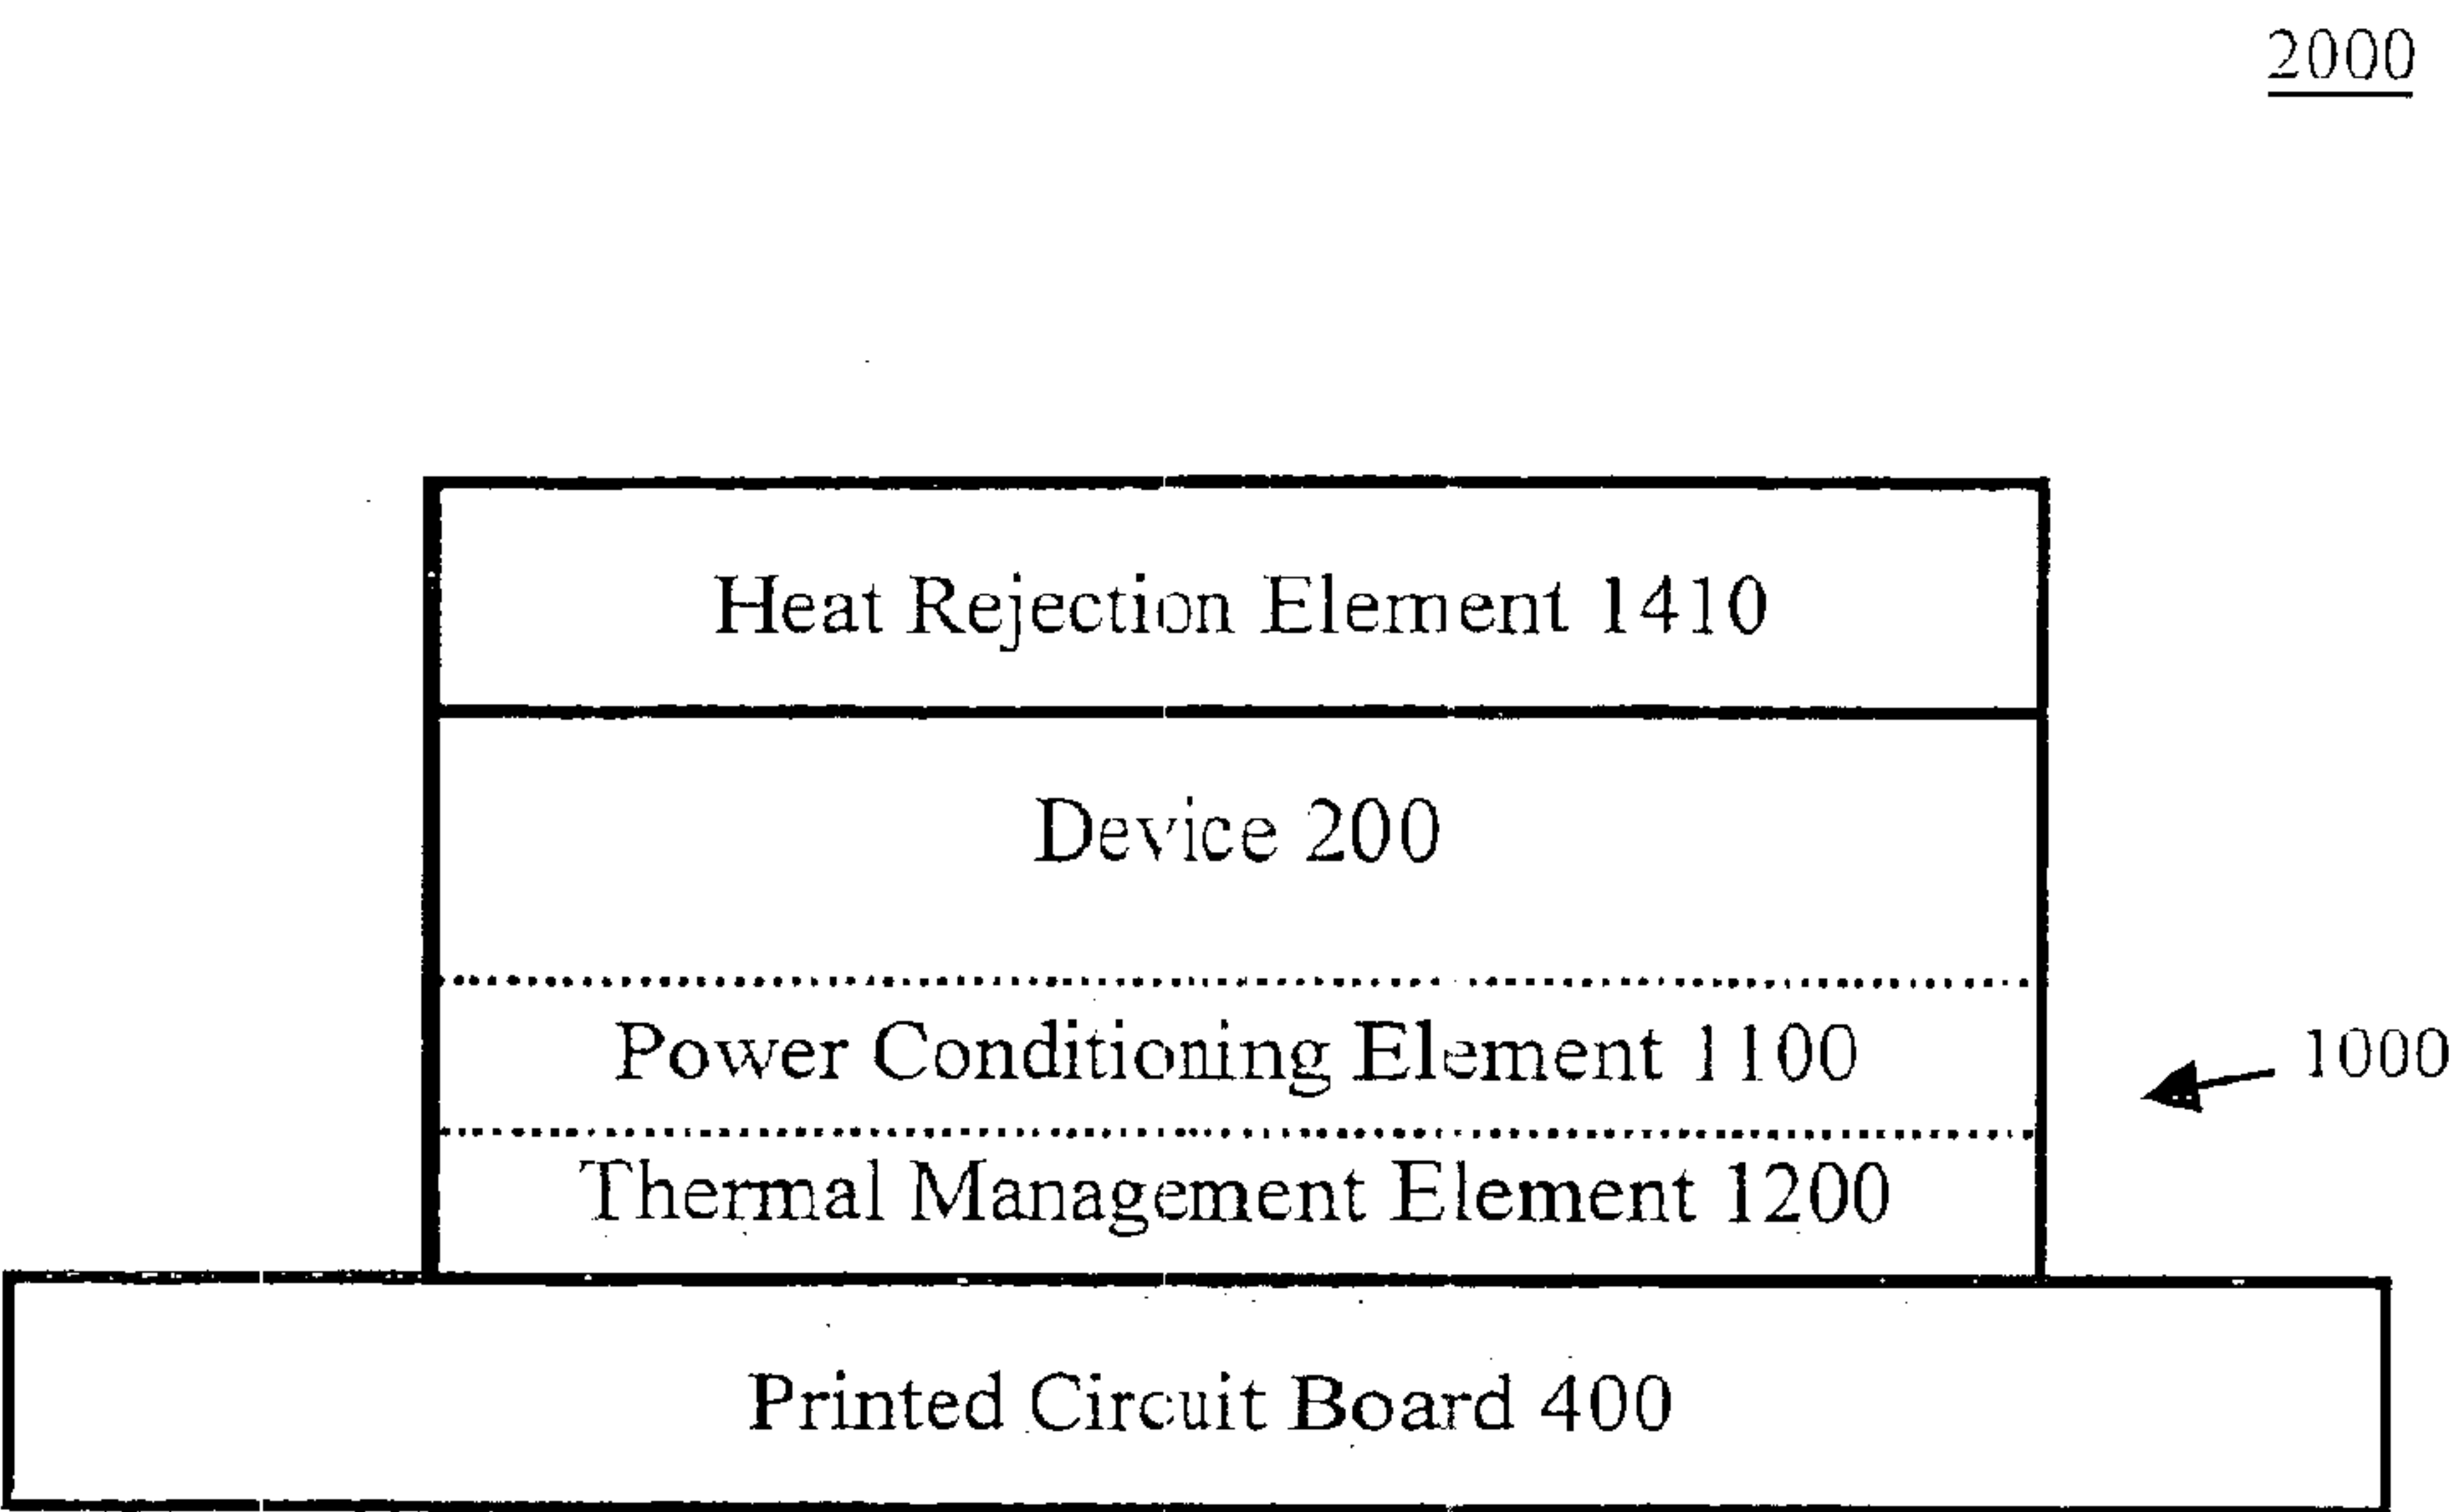 2000
Heat Rejection Element 1410
Device 200
Power Conditioning Element 1100
1000
Thermal Management Element 1200
Printed Circuit Board 400